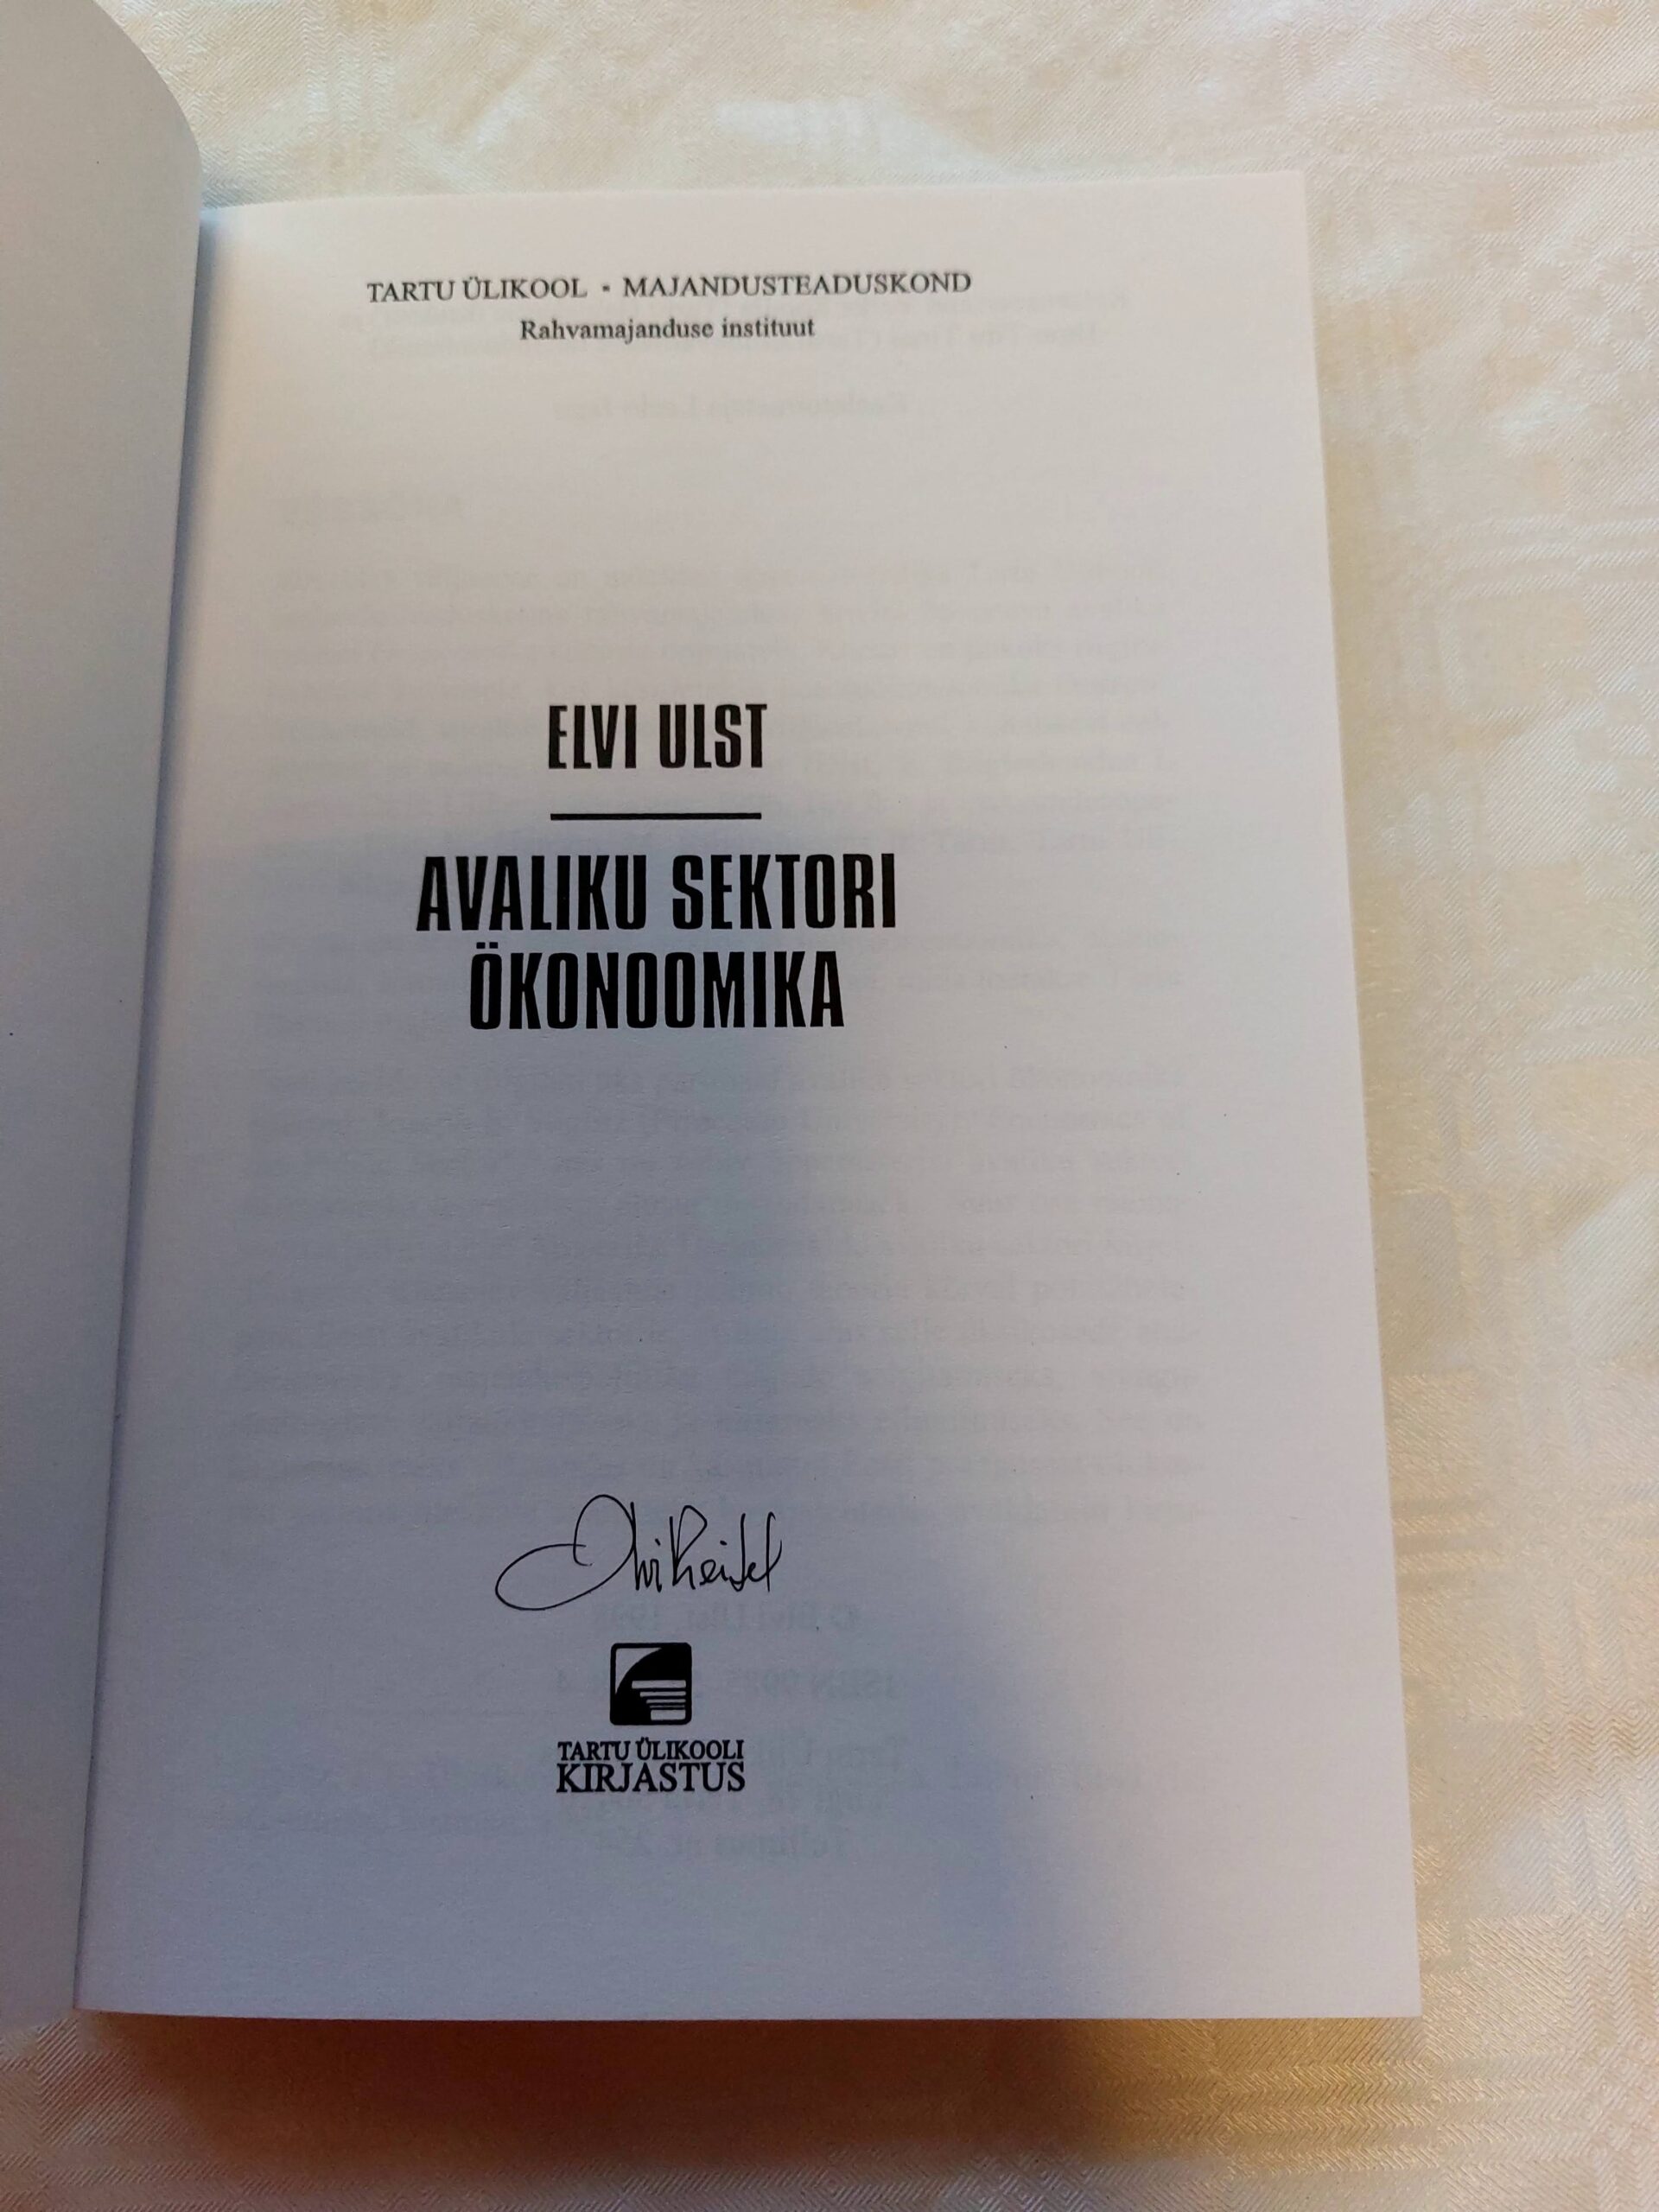 TARTU ÜLIKOOL • MAJANDUSTEADUSKOND
Rahvamajanduse instituut
ELVI ULST
AVALIKU SEKTORI
ÖKONOOMIKA
TARTU ÜLIKOOLI
KIRJASTUS